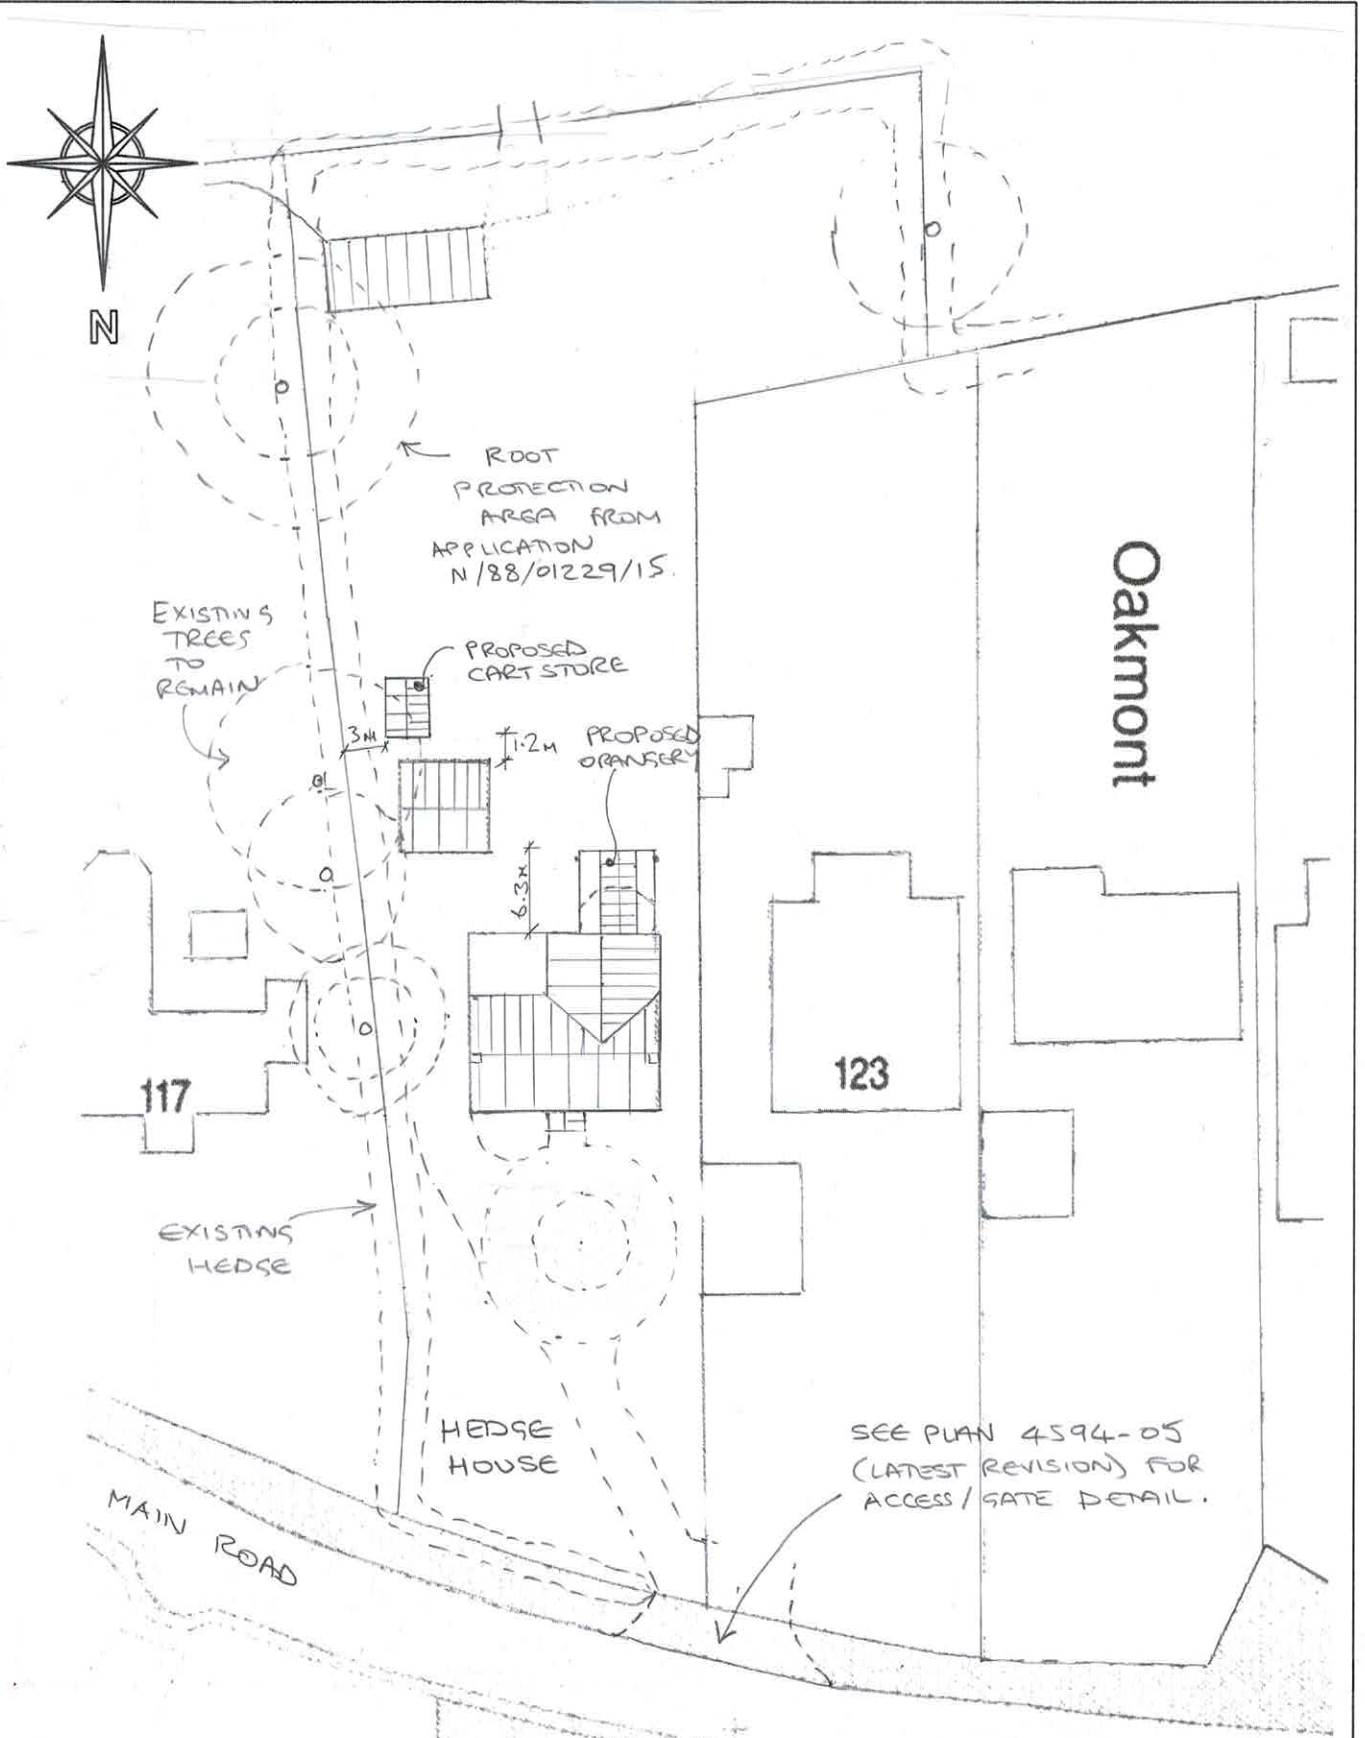 N
ROOT
PROTECTION
AREA FROM
APPLICATION
N/88/01229/15.
Oakmont
EXISTING
TREES
TO
REMAIN
PROPOSED
CART STORE
3M
1.2M
PROPOSED
ORANGERY
6.3M
117
123
EXISTING
HEDGE
HEDGE
HOUSE
SEE PLAN 4594-05
(LATEST REVISION) FOR
ACCESS/GATE DETAIL.
MAIN ROAD